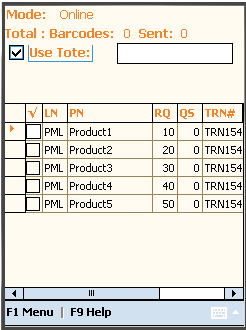 Mode: Online
Total : Barcodes: 0 Sent: 0
Use Tote:
√ LN PN RQ QS TRN#
PML Product1 10 0 TRN154
PML Product2 20 0 TRN154
PML Product3 30 0 TRN154
PML Product4 40 0 TRN154
PML Product5 50 0 TRN154
F1 Menu | F9 Help